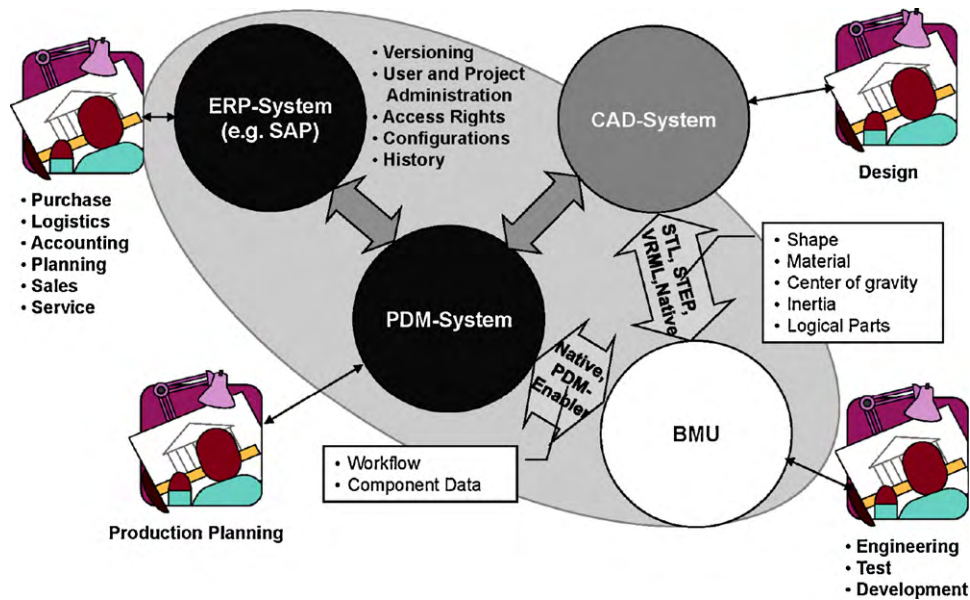 ERP-System
(e.g. SAP)
• Versioning
• User and Project
Administration
• Access Rights
• Configurations
• History
CAD-System
Design
• Purchase
• Logistics
• Accounting
• Planning
• Sales
• Service
STL, STEP,
VRML,Native
• Shape
• Material
• Center of gravity
• Inertia
• Logical Parts
PDM-System
Native,
PDM-
Enabler
BMU
• Workflow
• Component Data
Production Planning
• Engineering
• Test
• Development